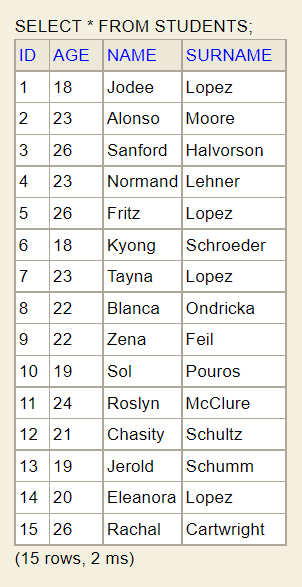 SELECT * FROM STUDENTS;
ID AGE NAME SURNAME
1 18 Jodee Lopez
2 23 Alonso Moore
3 26 Sanford Halvorson
4 23 Normand Lehner
5 26 Fritz Lopez
6 18 Kyong Schroeder
7 23 Tayna Lopez
8 22 Blanca Ondricka
9 22 Zena Feil
10 19 Sol Pouros
11 24 Roslyn McClure
12 21 Chasity Schultz
13 19 Jerold Schumm
14 20 Eleanora Lopez
15 26 Rachal Cartwright
(15 rows, 2 ms)